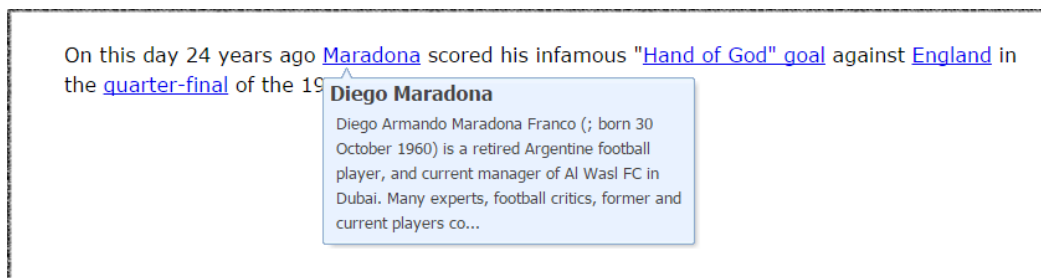 On this day 24 years ago Maradona scored his infamous "Hand of God" goal against England in
the quarter-final of the 19
Diego Maradona
Diego Armando Maradona Franco (; born 30
October 1960) is a retired Argentine football
player, and current manager of Al Wasl FC in
Dubai. Many experts, football critics, former and
current players co...